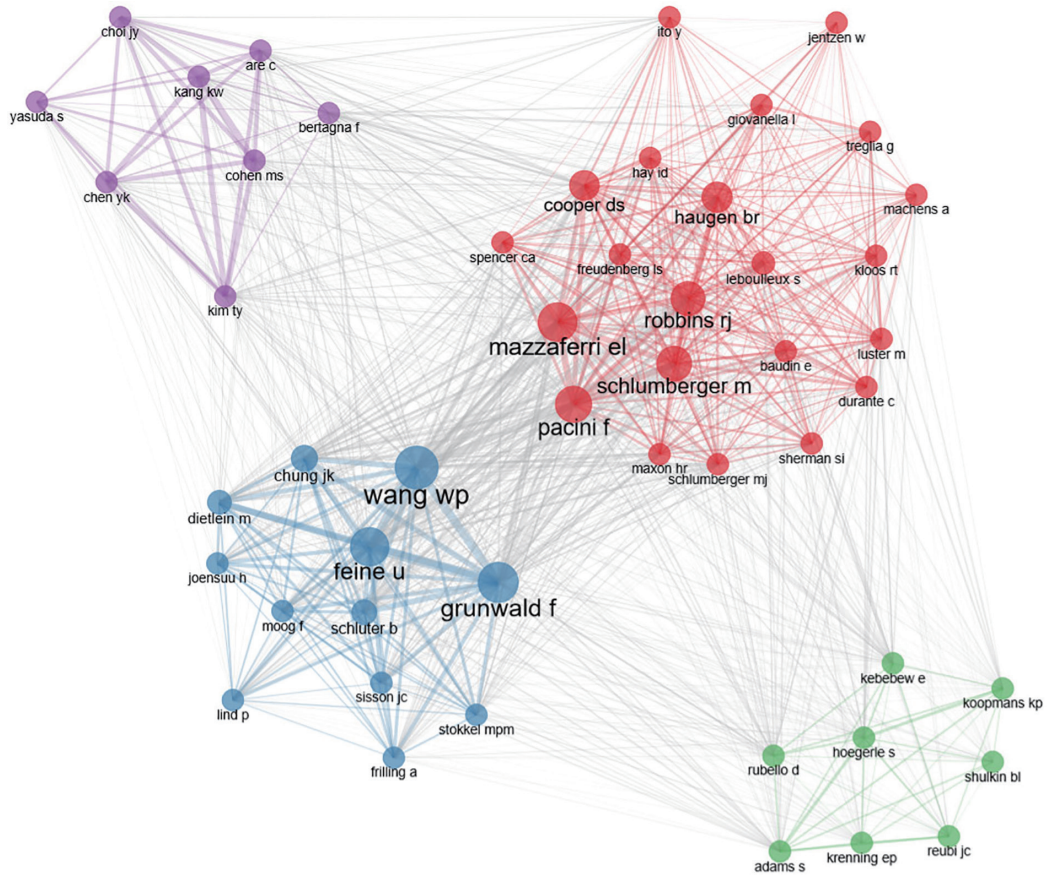 choi jy
ito y
jentzen w
are c
kang kw
yasuda s
bertagna f
giovanella l
treglia g
cohen ms
hay id
chen yk
cooper ds
haugen br
machens a
spencer ca
freudenberg ls
leboulleux s
kloos rt
kim ty
robbins rj
mazzaferri el
luster m
baudin e
schlumberger m
durante c
pacini f
sherman si
maxon hr
schlumberger mj
chung jk
wang wp
dietlein m
feine u
joensuu h
grunwald f
moog f
schluter b
kebebew e
sisson jc
koopmans kp
lind p
stokkel mpm
hoegerle s
rubello d
shulkin bl
frilling a
reubi jc
krenning ep
adams s